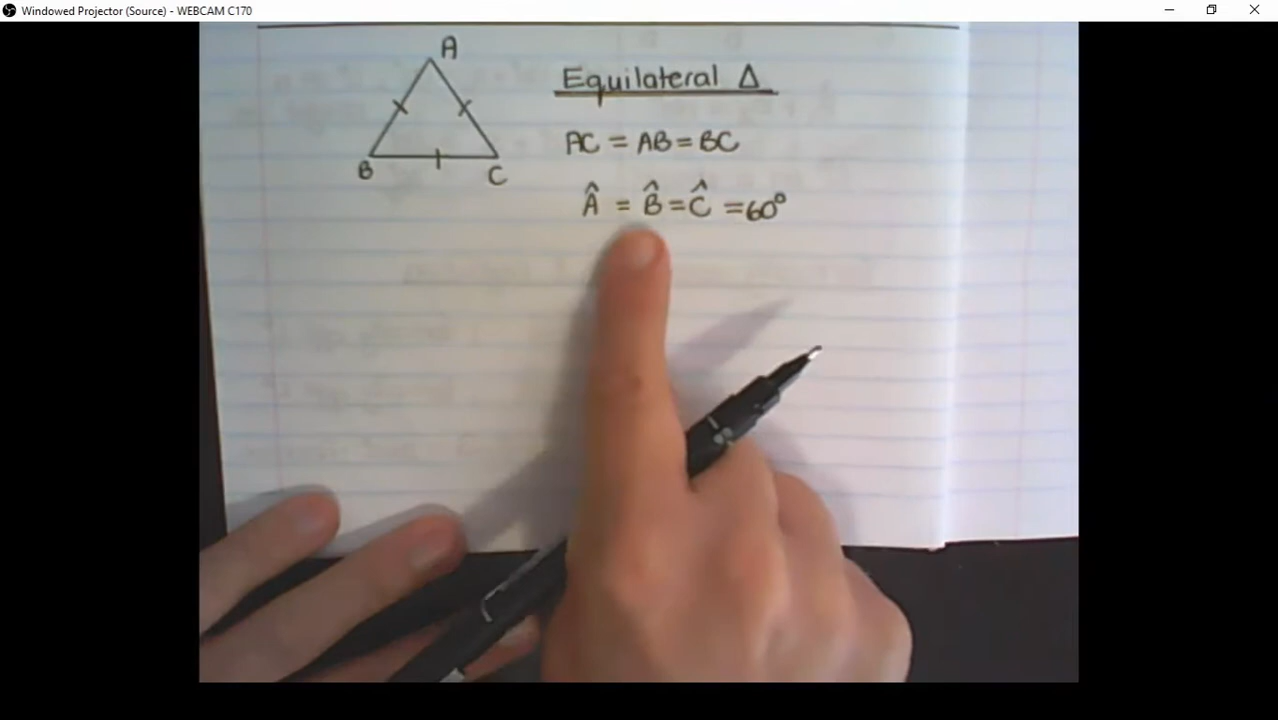 Windowed Projector (Source) - WEBCAM C170
A
Equilateral Δ
AC = AB = BC
B
C
Â = B̂ = Ĉ = 60°